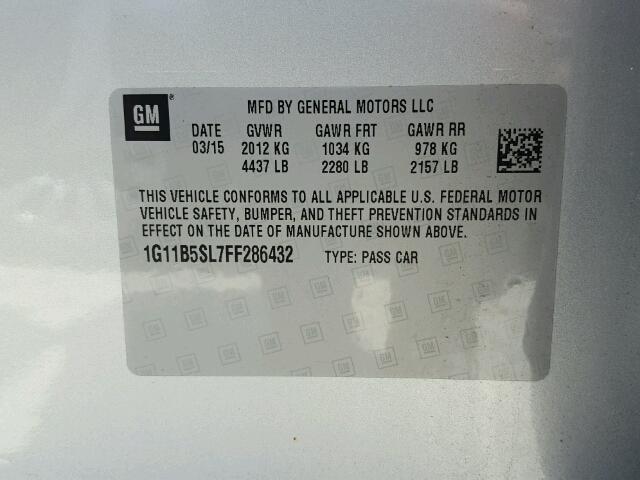 GM ® MFD BY GENERAL MOTORS LLC
DATE GVWR GAWR FRT GAWR RR
03/15 2012 KG 1034 KG 978 KG
4437 LB 2280 LB 2157 LB
THIS VEHICLE CONFORMS TO ALL APPLICABLE U.S. FEDERAL MOTOR
VEHICLE SAFETY, BUMPER, AND THEFT PREVENTION STANDARDS IN
EFFECT ON THE DATE OF MANUFACTURE SHOWN ABOVE.
1G11B5SL7FF286432 TYPE: PASS CAR